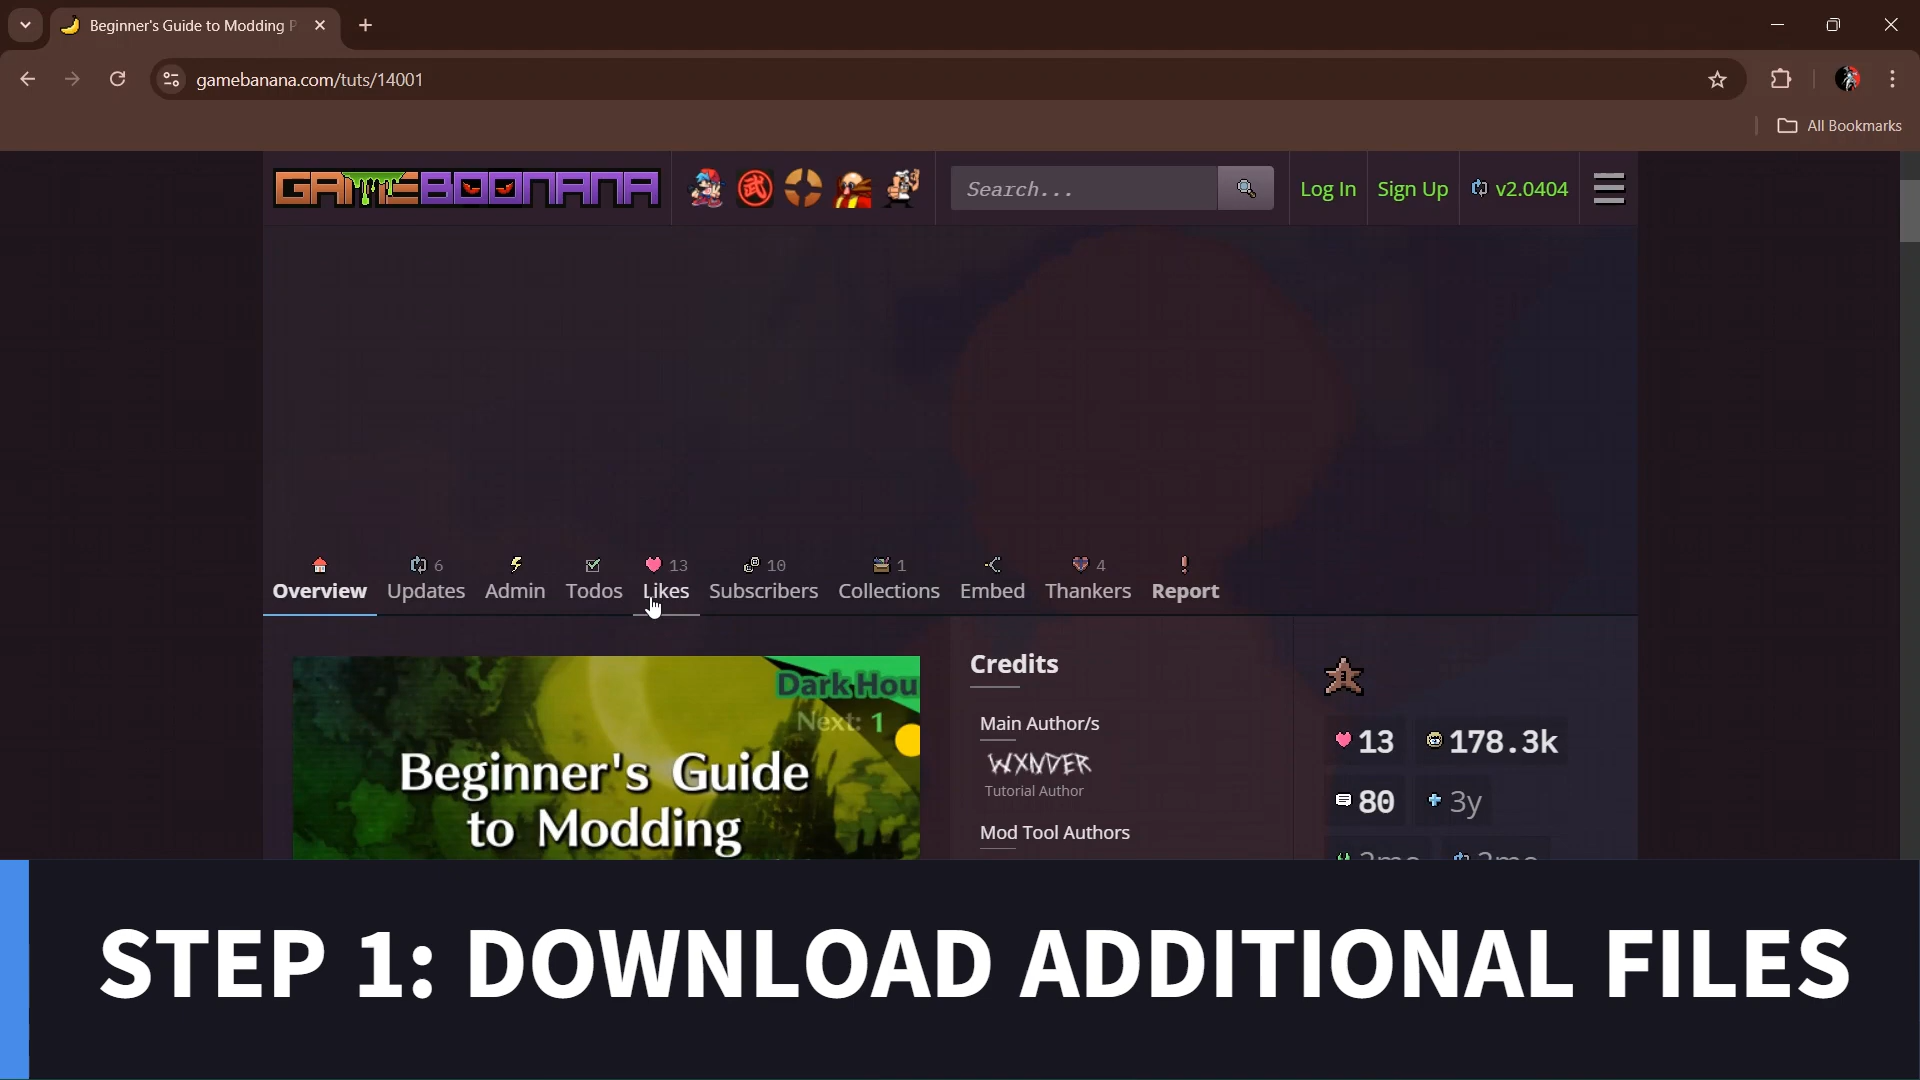 Beginner's Guide to Modding P
gamebanana.com/tuts/14001
All Bookmarks
GAMEBOONANA
Search...
Log In
Sign Up
v2.0404
6
13
10
1
4
Overview
Updates
Admin
Todos
Likes
Subscribers
Collections
Embed
Thankers
Report
Dark Hou
Next: 1
Beginner's Guide
to Modding
Credits
Main Author/s
WXNDER
Tutorial Author
Mod Tool Authors
13
178.3k
80
3y
2mo
2mo
STEP 1: DOWNLOAD ADDITIONAL FILES